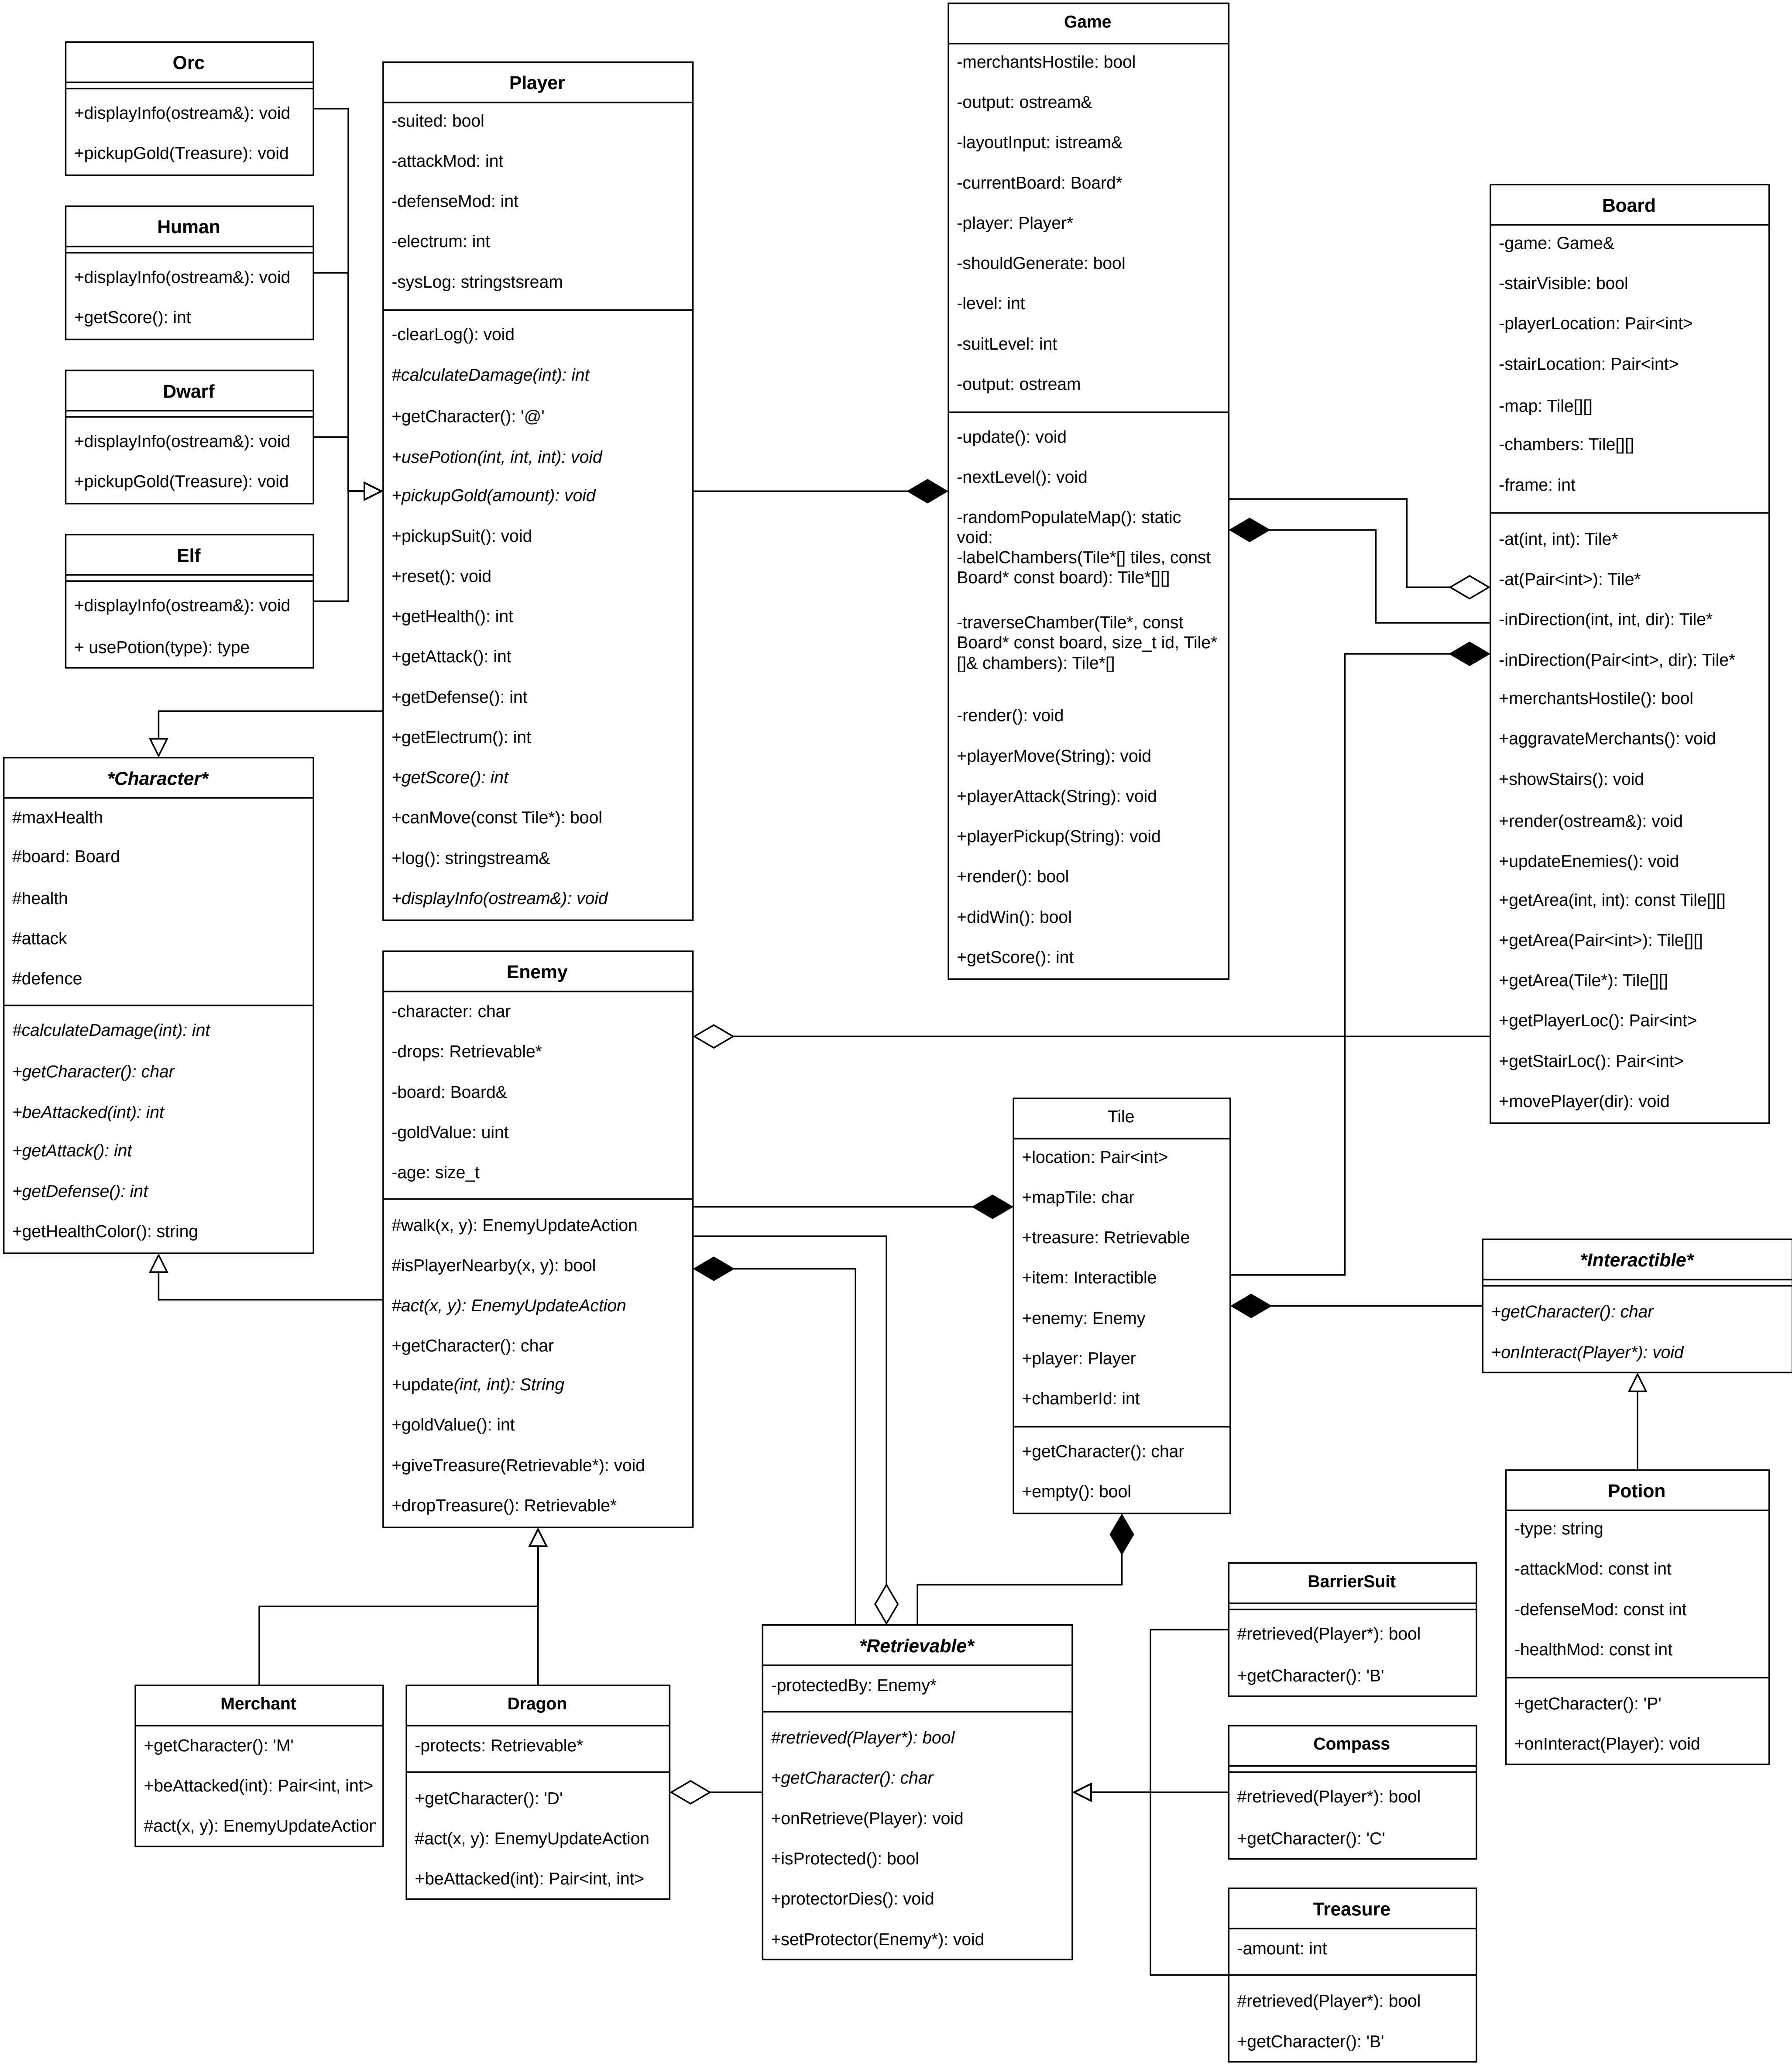 Orc
+displayInfo(ostream&): void
+pickupGold(Treasure): void
Human
+displayInfo(ostream&): void
+getScore(): int
Dwarf
+displayInfo(ostream&): void
+pickupGold(Treasure): void
Elf
+displayInfo(ostream&): void
+ usePotion(type): type
Player
-suited: bool
-attackMod: int
-defenseMod: int
-electrum: int
-sysLog: stringstsream
-clearLog(): void
#calculateDamage(int): int
+getCharacter(): '@'
+usePotion(int, int, int): void
+pickupGold(amount): void
+pickupSuit(): void
+reset(): void
+getHealth(): int
+getAttack(): int
+getDefense(): int
+getElectrum(): int
+getScore(): int
+canMove(const Tile*): bool
+log(): stringstream&
+displayInfo(ostream&): void
Game
-merchantsHostile: bool
-output: ostream&
-layoutInput: istream&
-currentBoard: Board*
-player: Player*
-shouldGenerate: bool
-level: int
-suitLevel: int
-output: ostream
-update(): void
-nextLevel(): void
-randomPopulateMap(): static
void:
-labelChambers(Tile*[] tiles, const
Board* const board): Tile*[][]
-traverseChamber(Tile*, const
Board* const board, size_t id, Tile*
[]& chambers): Tile*[]
-render(): void
+playerMove(String): void
+playerAttack(String): void
+playerPickup(String): void
+render(): bool
+didWin(): bool
+getScore(): int
Board
-game: Game&
-stairVisible: bool
-playerLocation: Pair<int>
-stairLocation: Pair<int>
-map: Tile[][]
-chambers: Tile[][]
-frame: int
-at(int, int): Tile*
-at(Pair<int>): Tile*
-inDirection(int, int, dir): Tile*
-inDirection(Pair<int>, dir): Tile*
+merchantsHostile(): bool
+aggravateMerchants(): void
+showStairs(): void
+render(ostream&): void
+updateEnemies(): void
+getArea(int, int): const Tile[][]
+getArea(Pair<int>): Tile[][]
+getArea(Tile*): Tile[][]
+getPlayerLoc(): Pair<int>
+getStairLoc(): Pair<int>
+movePlayer(dir): void
*Character*
#maxHealth
#board: Board
#health
#attack
#defence
#calculateDamage(int): int
+getCharacter(): char
+beAttacked(int): int
+getAttack(): int
+getDefense(): int
+getHealthColor(): string
Enemy
-character: char
-drops: Retrievable*
-board: Board&
-goldValue: uint
-age: size_t
#walk(x, y): EnemyUpdateAction
#isPlayerNearby(x, y): bool
#act(x, y): EnemyUpdateAction
+getCharacter(): char
+update(int, int): String
+goldValue(): int
+giveTreasure(Retrievable*): void
+dropTreasure(): Retrievable*
Tile
+location: Pair<int>
+mapTile: char
+treasure: Retrievable
+item: Interactible
+enemy: Enemy
+player: Player
+chamberId: int
+getCharacter(): char
+empty(): bool
*Interactible*
+getCharacter(): char
+onInteract(Player*): void
Potion
-type: string
-attackMod: const int
-defenseMod: const int
-healthMod: const int
+getCharacter(): 'P'
+onInteract(Player): void
Merchant
+getCharacter(): 'M'
+beAttacked(int): Pair<int, int>
#act(x, y): EnemyUpdateAction
Dragon
-protects: Retrievable*
+getCharacter(): 'D'
#act(x, y): EnemyUpdateAction
+beAttacked(int): Pair<int, int>
*Retrievable*
-protectedBy: Enemy*
#retrieved(Player*): bool
+getCharacter(): char
+onRetrieve(Player): void
+isProtected(): bool
+protectorDies(): void
+setProtector(Enemy*): void
BarrierSuit
#retrieved(Player*): bool
+getCharacter(): 'B'
Compass
#retrieved(Player*): bool
+getCharacter(): 'C'
Treasure
-amount: int
#retrieved(Player*): bool
+getCharacter(): 'B'